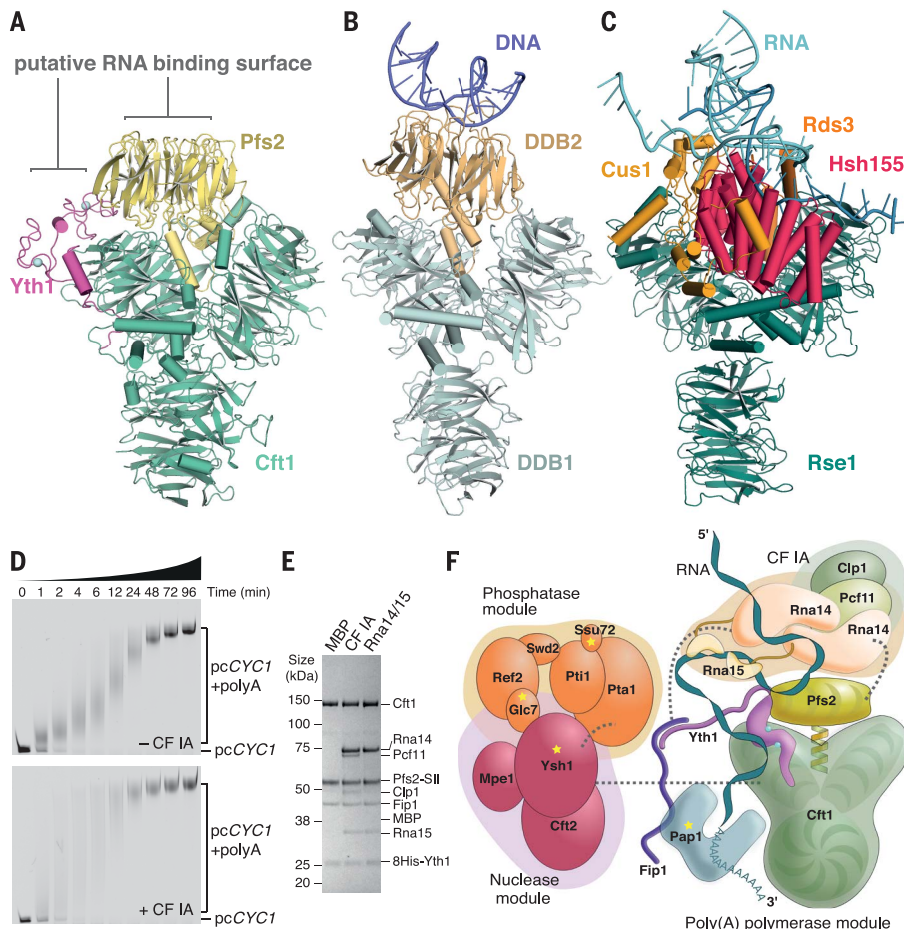 A
putative RNA binding surface
Pfs2
Yth1
Cft1
B
DNA
DDB2
DDB1
C
RNA
Rds3
Cus1
Hsh155
Rse1
D
0 1 2 4 6 12 24 48 72 96 Time (min)
pcCYC1
+polyA
– CF IA
pcCYC1
pcCYC1
+polyA
+ CF IA
pcCYC1
E
MBP
CF IA
Rna14/15
Size
(kDa)
150
100
75
50
38
25
20
Cft1
Rna14
Pcf11
Pfs2-SII
Clp1
Fip1
MBP
Rna15
8His-Yth1
F
Phosphatase
module
Ssu72
Swd2
Ref2
Pti1
Pta1
Glc7
Ysh1
Mpe1
Cft2
Nuclease module
5'
RNA
CF IA
Clp1
Pcf11
Rna14
Rna14
Rna15
Pfs2
Yth1
Cft1
Pap1
Fip1
AAAAAAAAAAA
3'
Poly(A) polymerase module